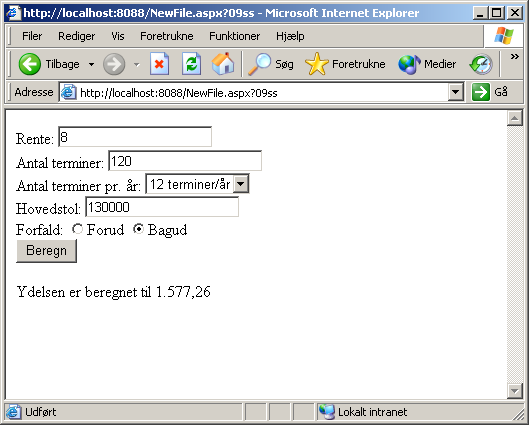 http://localhost:8088/NewFile.aspx?09ss - Microsoft Internet Explorer
Filer Rediger Vis Foretrukne Funktioner Hjælp
Tilbage Søg Foretrukne Medier
Adresse http://localhost:8088/NewFile.aspx?09ss Gå
Rente: 8
Antal terminer: 120
Antal terminer pr. år: 12 terminer/år
Hovedstol: 130000
Forfald: Forud Bagud
Beregn
Ydelsen er beregnet til 1.577,26
Udført Lokalt intranet